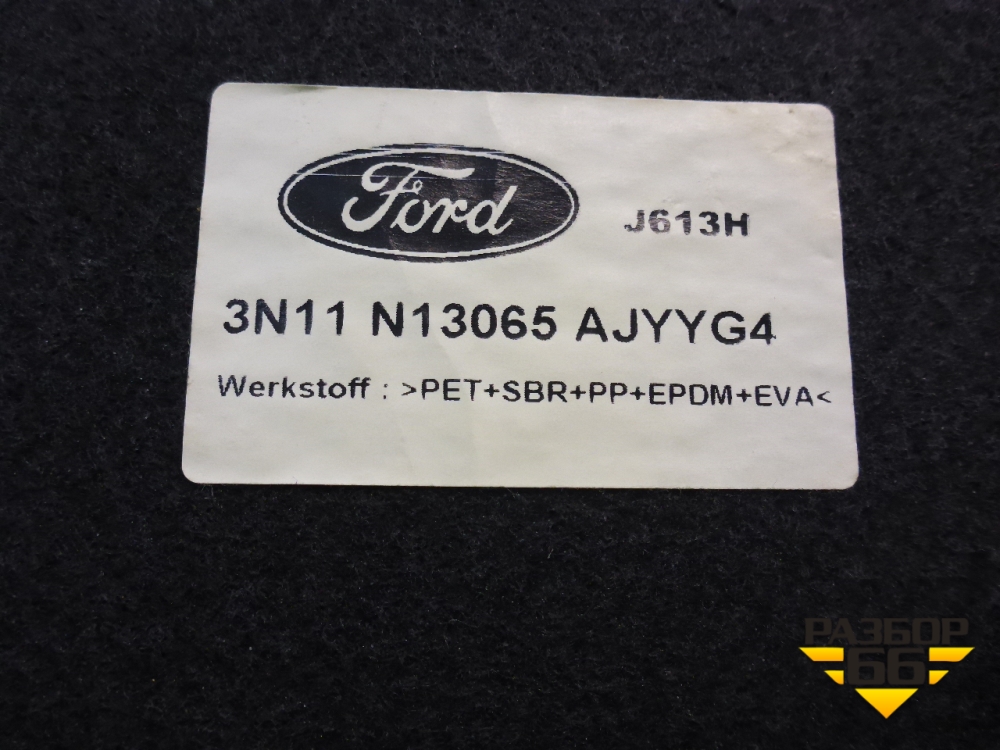 Ford
J613H
3N11 N13065 AJYYG4
Werkstoff : >PET+SBR+PP+EPDM+EVA<
РАЗБОР
66